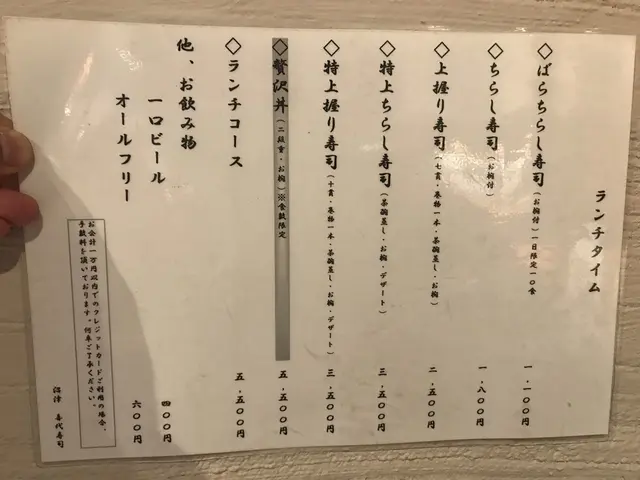 ランチタイム
◇ばらちらし寿司(お椀付)一日限定一〇食 一、一〇〇円
◇ちらし寿司(お椀付) 一、八〇〇円
◇上握り寿司(七貫・巻物一本・茶碗蒸し・お椀) 二、五〇〇円
◇特上ちらし寿司(茶碗蒸し・お椀・デザート) 三、五〇〇円
◇特上握り寿司(十貫・巻物一本・茶碗蒸し・お椀・デザート) 三、五〇〇円
◇贅沢丼(二段重・お椀)※食数限定 五、五〇〇円
◇ランチコース 五、五〇〇円
他、お飲み物
一口ビール 四〇〇円
オールフリー 六〇〇円
お会計一万円以内でのクレジットカードご利用の場合、
手数料を頂いております。何卒ご了承ください。
沼津 喜代寿司